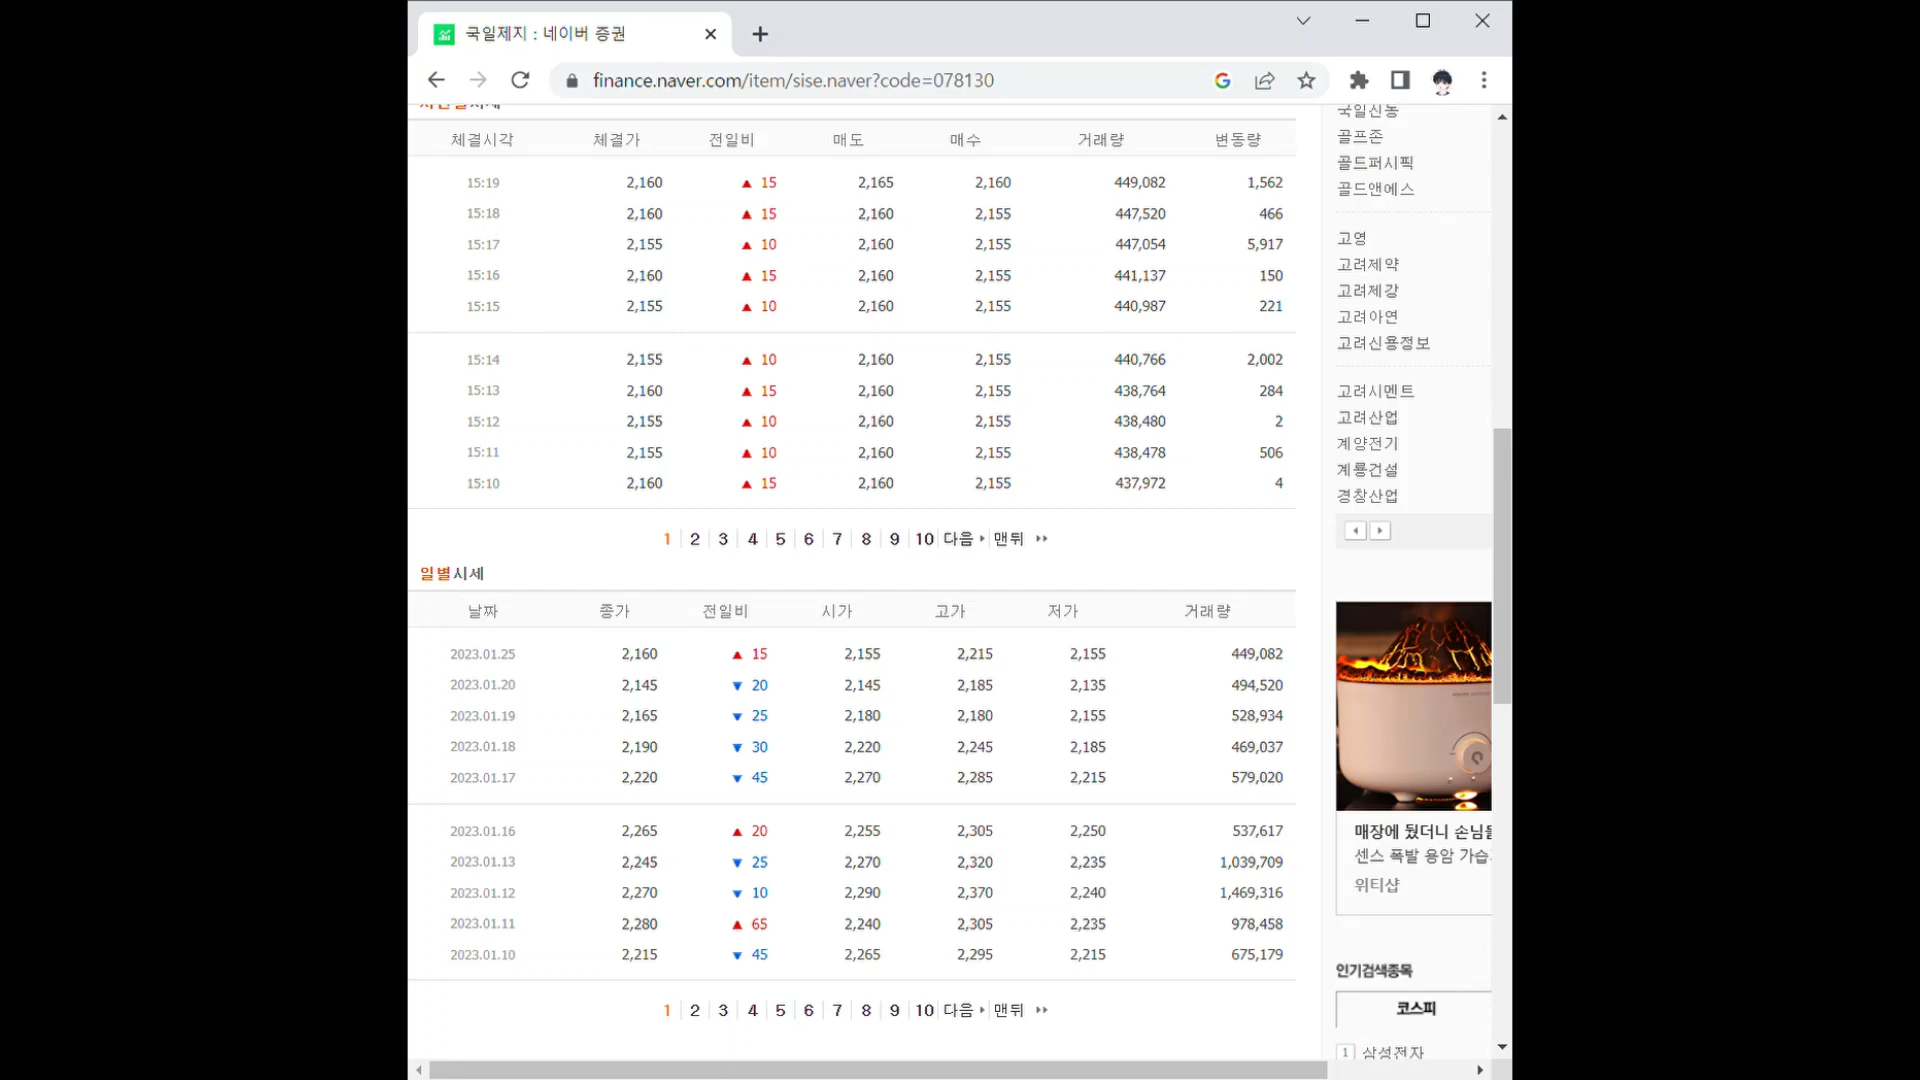 국일제지 : 네이버 증권
finance.naver.com/item/sise.naver?code=078130
체결시각 체결가 전일비 매도 매수 거래량 변동량
15:19 2,160 ▲ 15 2,165 2,160 449,082 1,562
15:18 2,160 ▲ 15 2,160 2,155 447,520 466
15:17 2,155 ▲ 10 2,160 2,155 447,054 5,917
15:16 2,160 ▲ 15 2,160 2,155 441,137 150
15:15 2,155 ▲ 10 2,160 2,155 440,987 221
15:14 2,155 ▲ 10 2,160 2,155 440,766 2,002
15:13 2,160 ▲ 15 2,160 2,155 438,764 284
15:12 2,155 ▲ 10 2,160 2,155 438,480 2
15:11 2,155 ▲ 10 2,160 2,155 438,478 506
15:10 2,160 ▲ 15 2,160 2,155 437,972 4
1 2 3 4 5 6 7 8 9 10 다음 맨뒤
일별시세
날짜 종가 전일비 시가 고가 저가 거래량
2023.01.25 2,160 ▲ 15 2,155 2,215 2,155 449,082
2023.01.20 2,145 ▼ 20 2,145 2,185 2,135 494,520
2023.01.19 2,165 ▼ 25 2,180 2,180 2,155 528,934
2023.01.18 2,190 ▼ 30 2,220 2,245 2,185 469,037
2023.01.17 2,220 ▼ 45 2,270 2,285 2,215 579,020
2023.01.16 2,265 ▲ 20 2,255 2,305 2,250 537,617
2023.01.13 2,245 ▼ 25 2,270 2,320 2,235 1,039,709
2023.01.12 2,270 ▼ 10 2,290 2,370 2,240 1,469,316
2023.01.11 2,280 ▲ 65 2,240 2,305 2,235 978,458
2023.01.10 2,215 ▼ 45 2,265 2,295 2,215 675,179
1 2 3 4 5 6 7 8 9 10 다음 맨뒤
국일신동
골프존
골드퍼시픽
골드앤에스
고영
고려제약
고려제강
고려아연
고려신용정보
고려시멘트
고려산업
계양전기
계룡건설
경창산업
매장에 뒀더니 손님들
센스 폭발 용암 가습
위티샵
인기검색종목
코스피
1 삼성전자